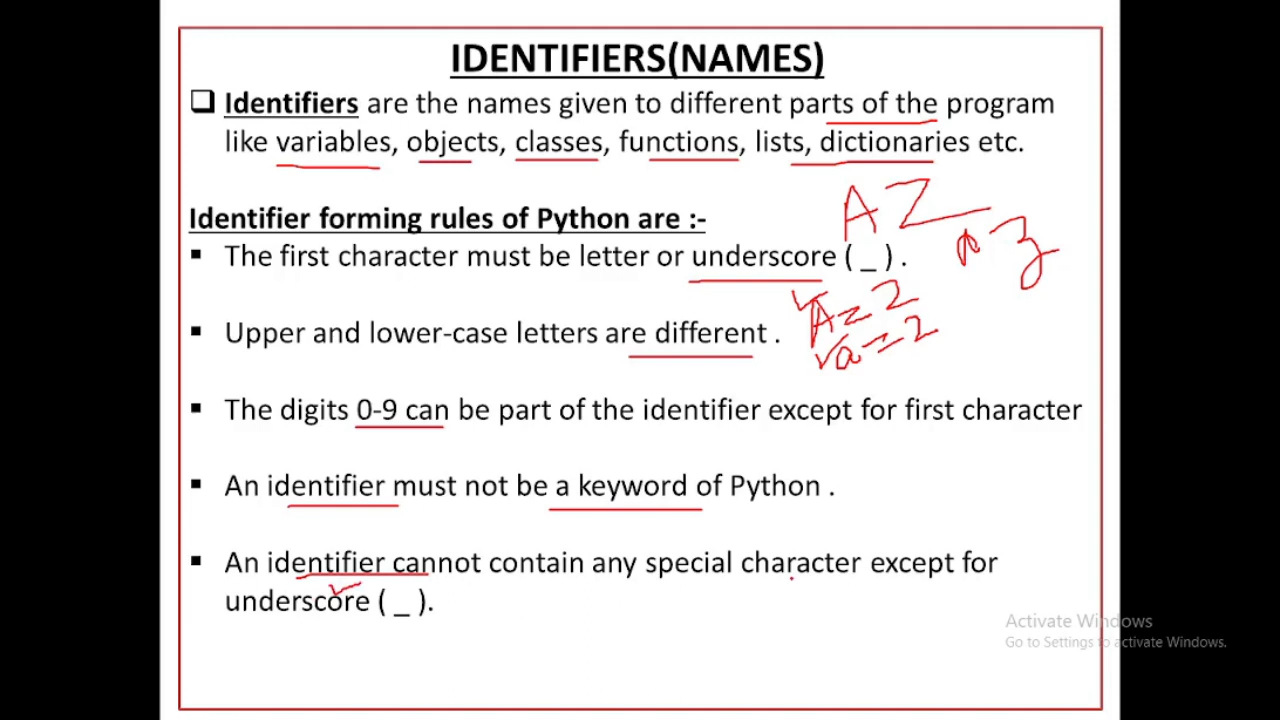 IDENTIFIERS(NAMES)
❑ Identifiers are the names given to different parts of the program
like variables, objects, classes, functions, lists, dictionaries etc.
A Z
Identifier forming rules of Python are :-
z
▪ The first character must be letter or underscore ( _ ) .
A = 2
▪ Upper and lower-case letters are different .
a = 2
▪ The digits 0-9 can be part of the identifier except for first character
▪ An identifier must not be a keyword of Python .
▪ An identifier cannot contain any special character except for
underscore ( _ ).
Activate Windows
Go to Settings to activate Windows.